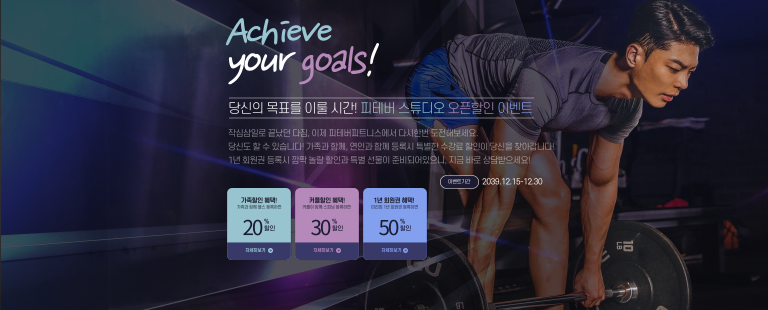 Achieve
your goals!
당신의 목표를 이룰 시간! 피테버 스튜디오 오픈할인 이벤트
작심삼일로 끝났던 다짐, 이제 피테버피트니스에서 다시한번 도전해보세요.
당신도 할 수 있습니다! 가족과 함께, 연인과 함께 등록시 특별한 수강료 할인이 당신을 찾아갑니다!
1년 회원권 등록시 깜짝 놀랄 할인과 특별 선물이 준비되어있으니, 지금 바로 상담받으세요!
이벤트기간 2039.12.15-12.30
가족할인 혜택!
20% 할인
자세히보기
커플할인 혜택!
30% 할인
자세히보기
1년 회원권 혜택!
50% 할인
자세히보기
10
LB